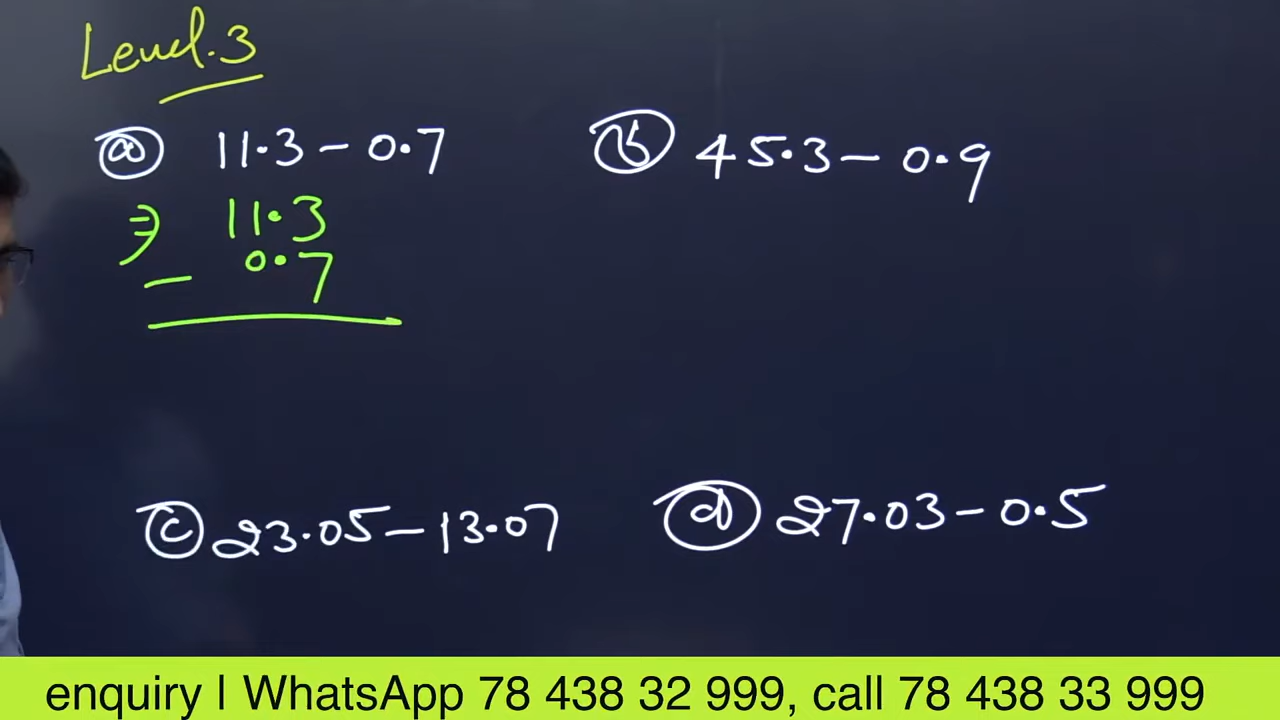 Level.3
(a) 11.3 - 0.7
(b) 45.3 - 0.9
⇒ 11.3
- 0.7
(c) 23.05 - 13.07
(d) 27.03 - 0.5
enquiry | WhatsApp 78 438 32 999, call 78 438 33 999